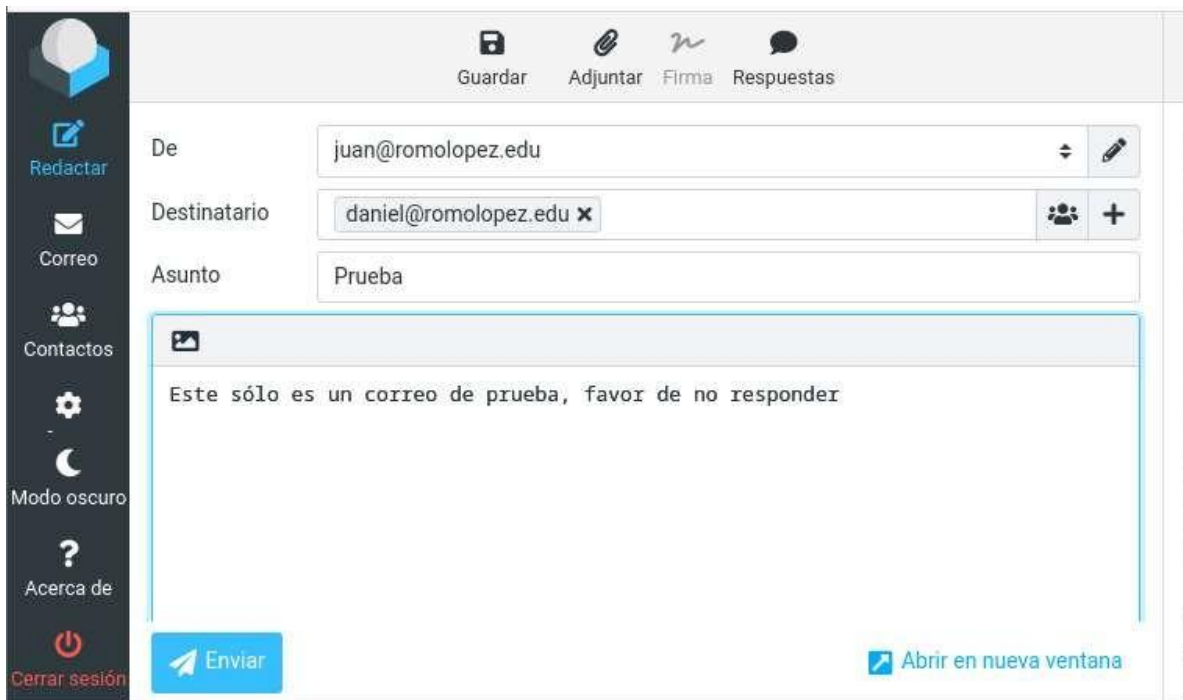 Guardar
Adjuntar
Firma
Respuestas
Redactar
Correo
Contactos
Modo oscuro
Acerca de
Cerrar sesión
De
juan@romolopez.edu
Destinatario
daniel@romolopez.edu
Asunto
Prueba
Este sólo es un correo de prueba, favor de no responder
Enviar
Abrir en nueva ventana